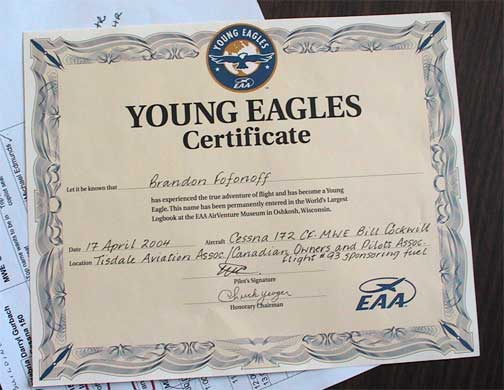 YOUNG EAGLES
EAA
YOUNG EAGLES
Certificate
Let it be known that Brandon Fofonoff
has experienced the true adventure of flight and has become a Young
Eagle. This name has been permanently entered in the World's Largest
Logbook at the EAA AirVenture Museum in Oshkosh, Wisconsin.
Date 17 April 2004 Aircraft Cessna 172 CF-MWE Bill Cockwill
Location Tisdale Aviation Assoc./Canadian Owners and Pilots Assoc.
Flight #93 sponsoring fuel
Pilot's Signature
Chuck Yeager
Honorary Chairman
EAA